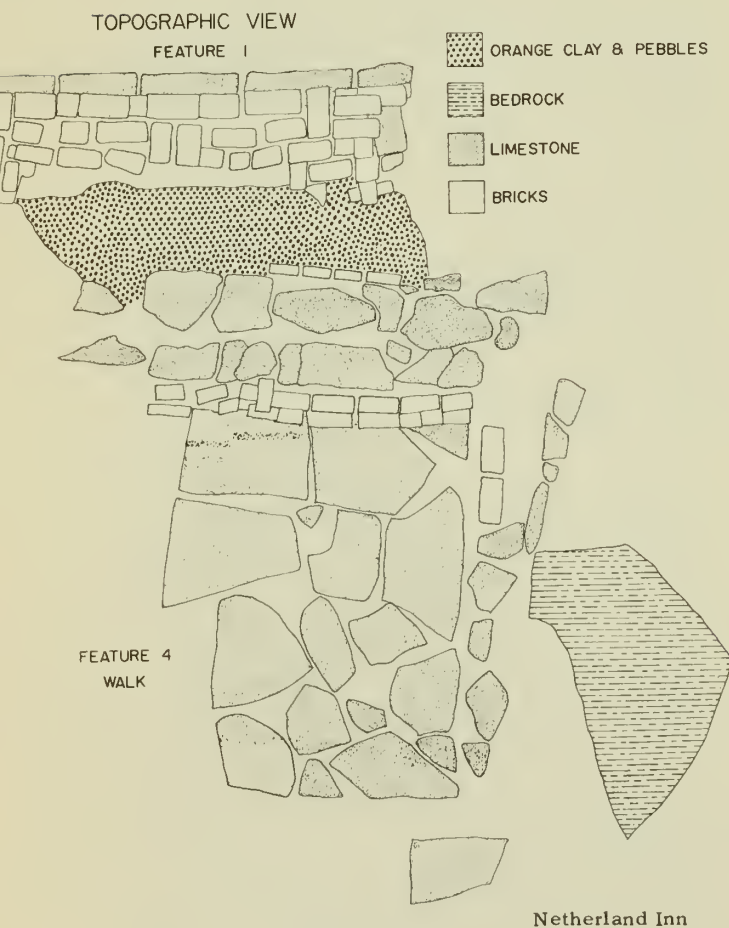 TOPOGRAPHIC VIEW
FEATURE 1
ORANGE CLAY & PEBBLES
BEDROCK
LIMESTONE
BRICKS
FEATURE 4
WALK
Netherland Inn